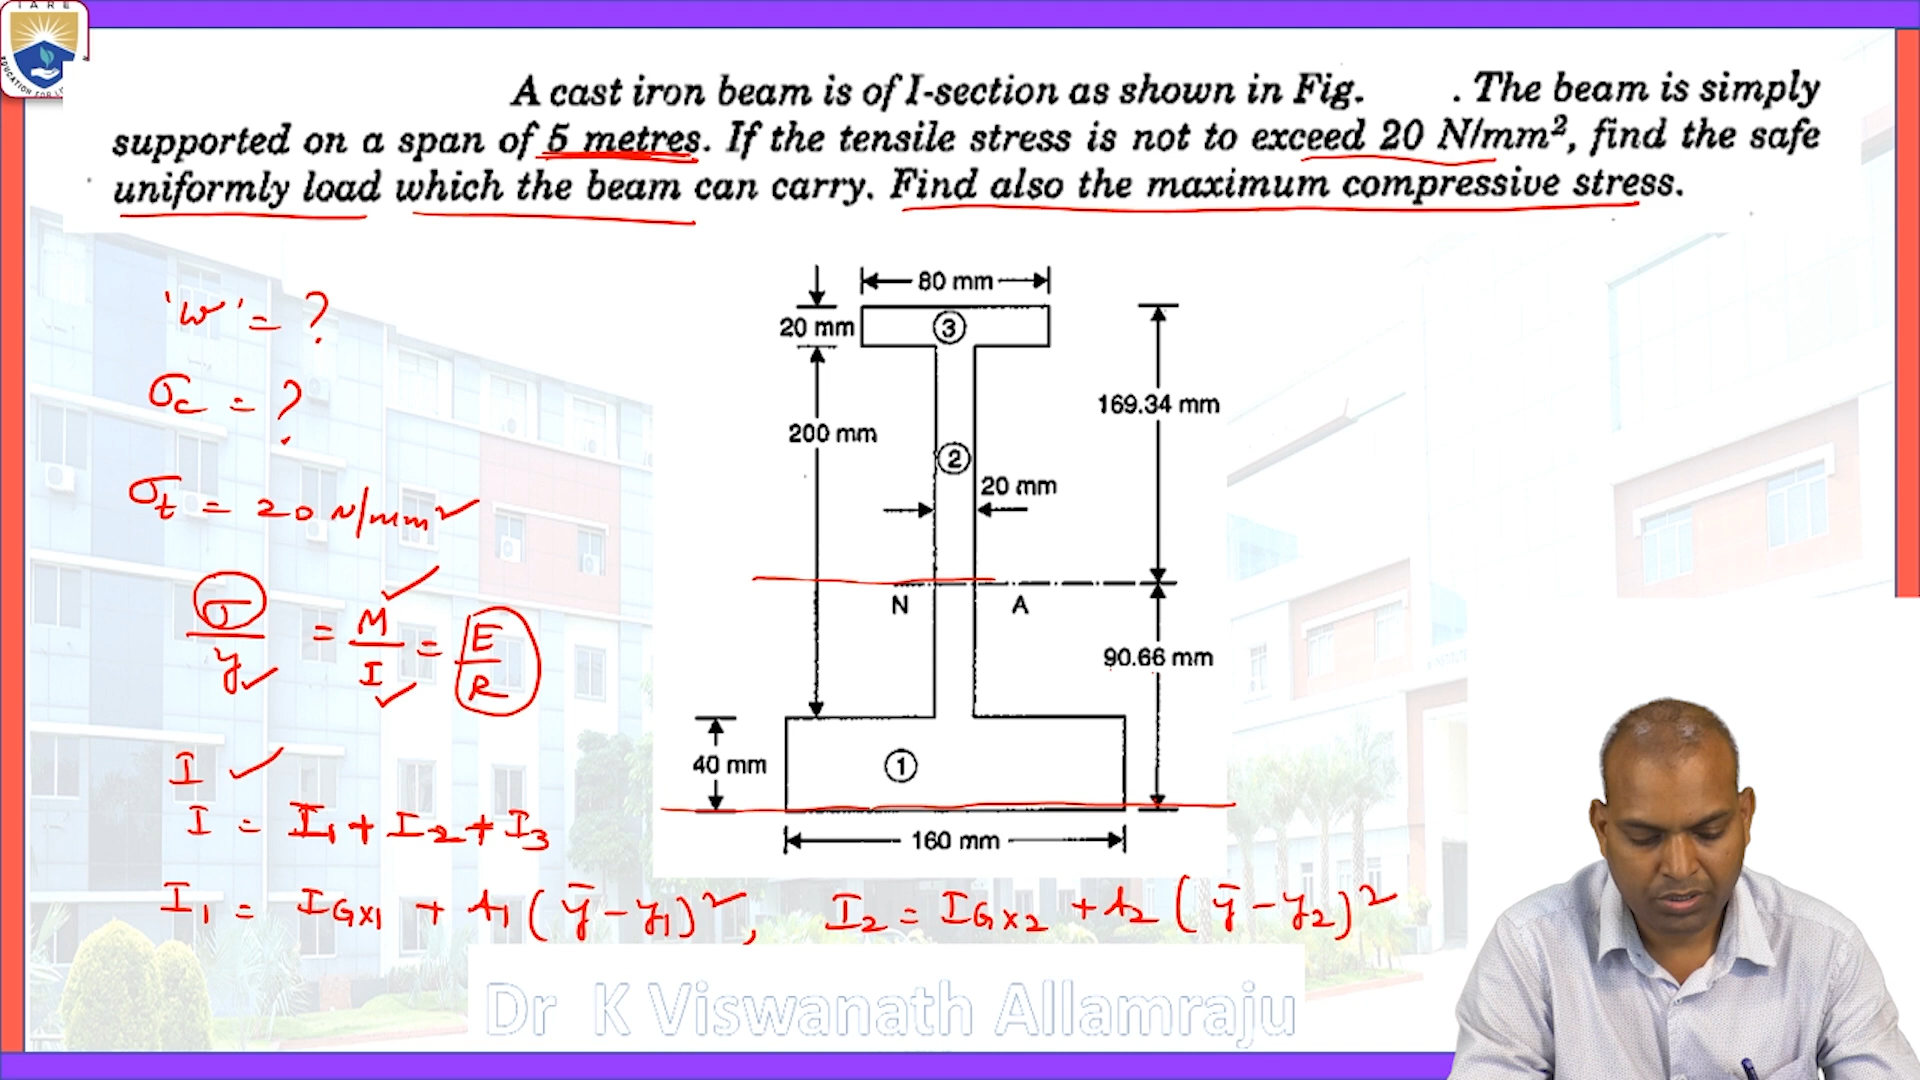 IARE
EDUCATION FOR LI
A cast iron beam is of I-section as shown in Fig. . The beam is simply
supported on a span of 5 metres. If the tensile stress is not to exceed 20 N/mm², find the safe
uniformly load which the beam can carry. Find also the maximum compressive stress.
'w' = ?
σc = ?
σt = 20 N/mm²
σ/y = M/I = E/R
I ✓
I = I1 + I2 + I3
I1 = IGx1 + A1 (ȳ - y1)², I2 = IGx2 + A2 (ȳ - y2)²
80 mm
20 mm
③
169.34 mm
200 mm
②
20 mm
N A
90.66 mm
40 mm
①
160 mm
Dr K Viswanath Allamraju